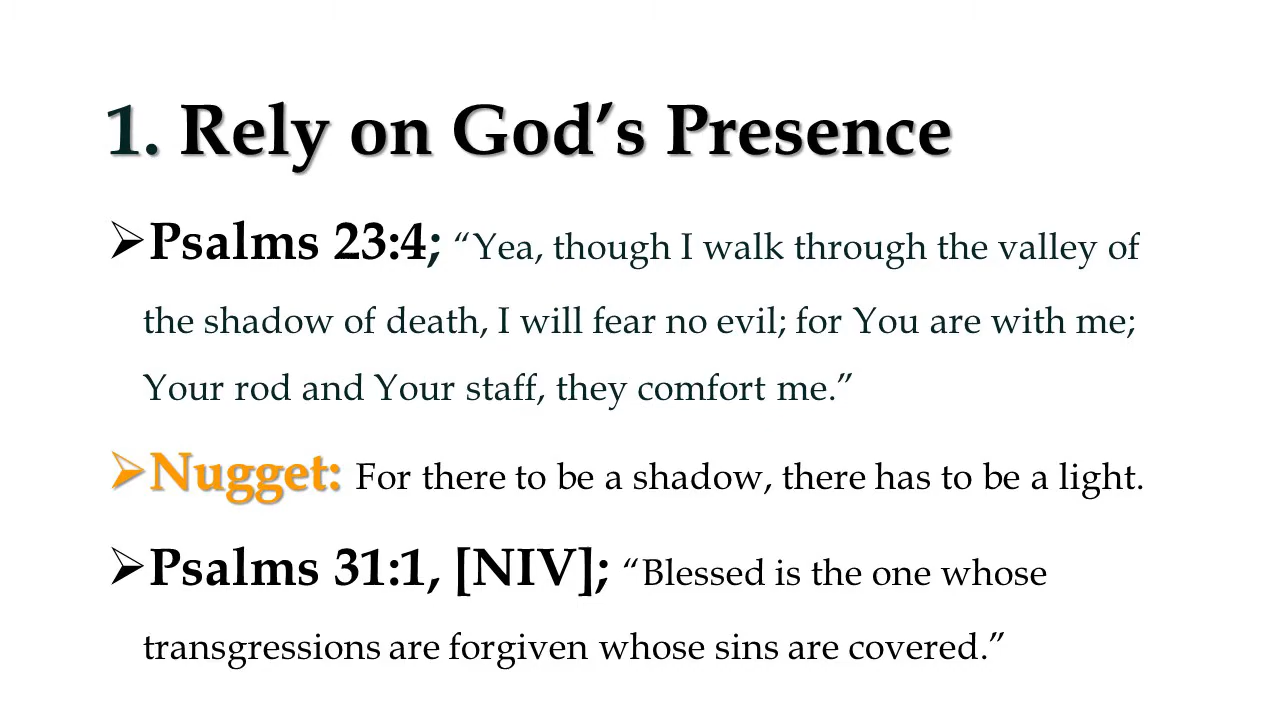 1. Rely on God’s Presence
➢Psalms 23:4; “Yea, though I walk through the valley of
the shadow of death, I will fear no evil; for You are with me;
Your rod and Your staff, they comfort me.”
➢Nugget: For there to be a shadow, there has to be a light.
➢Psalms 31:1, [NIV]; “Blessed is the one whose
transgressions are forgiven whose sins are covered.”